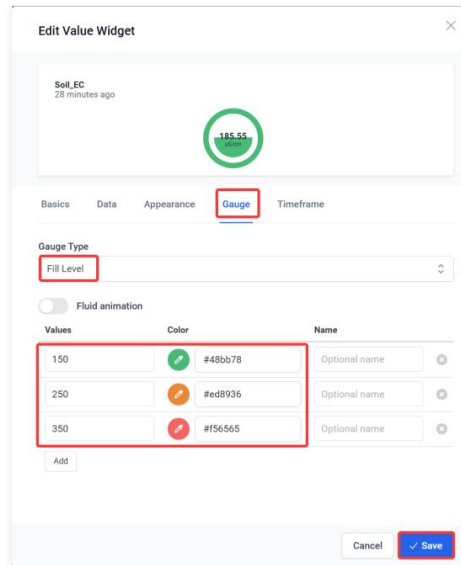 Edit Value Widget
Soil_EC
28 minutes ago
185.55
µS/cm
Basics Data Appearance Gauge Timeframe
Gauge Type
Fill Level
Fluid animation
Values Color Name
150 #48bb78 Optional name
250 #ed8936 Optional name
350 #f56565 Optional name
Add
Cancel Save